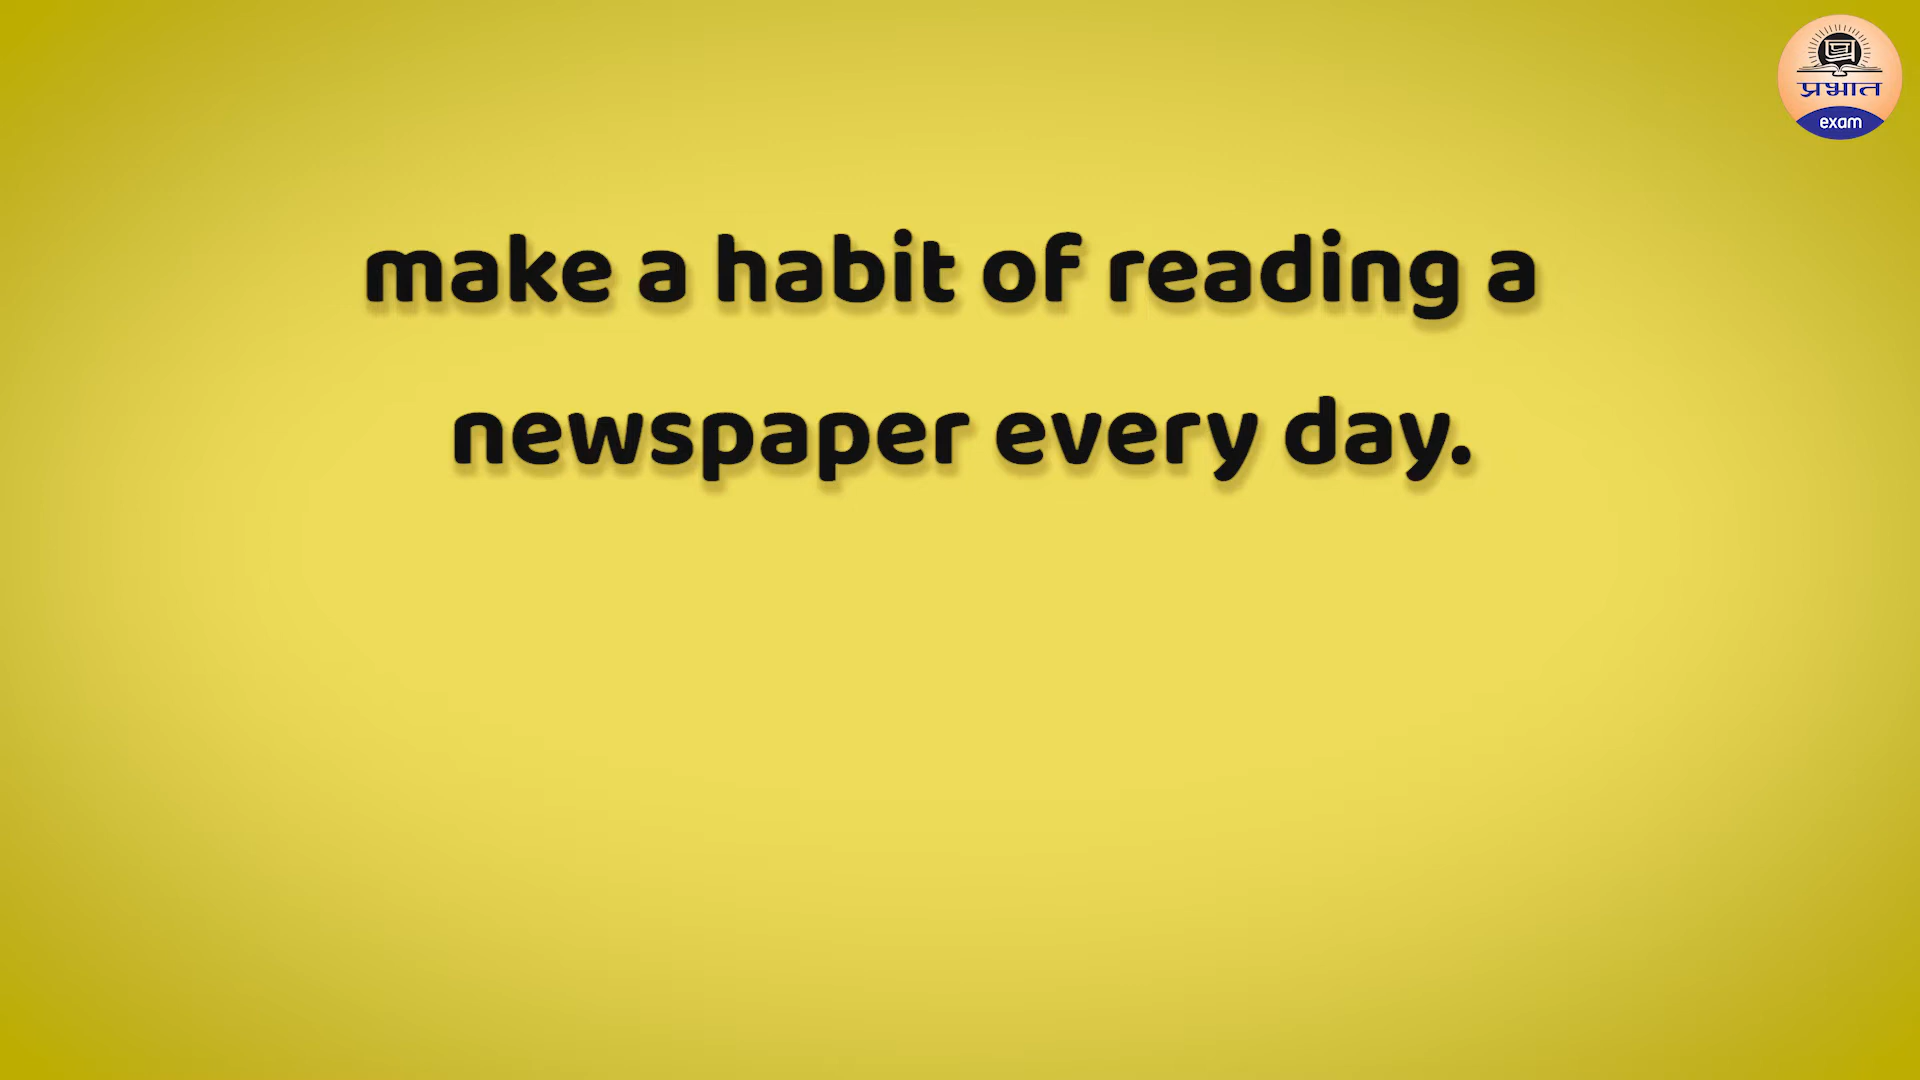 प्रभात
exam
make a habit of reading a
newspaper every day.